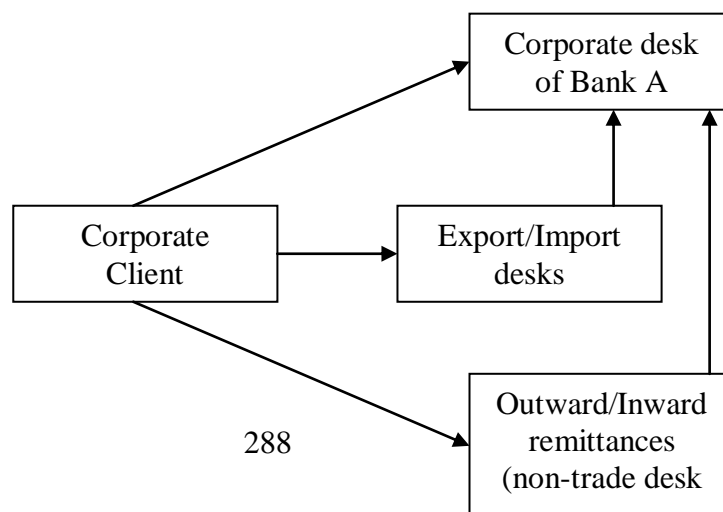 Corporate desk
of Bank A
Corporate
Client
Export/Import
desks
Outward/Inward
remittances
(non-trade desk
288